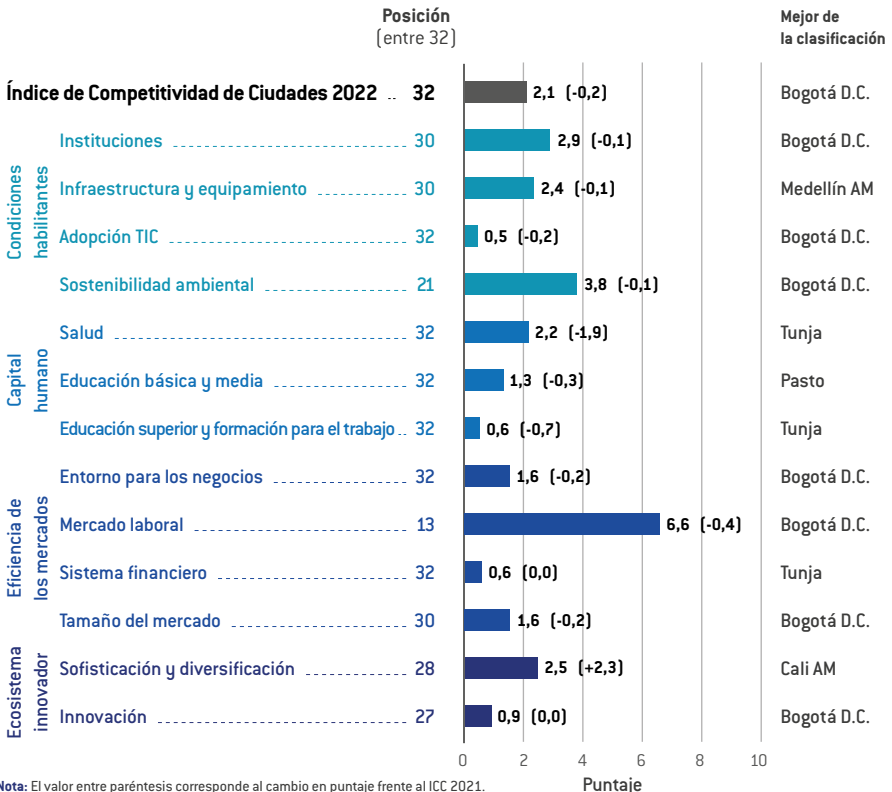 Posición
(entre 32)
Mejor de
la clasificación
Índice de Competitividad de Ciudades 2022 .. 32 2,1 (-0,2) Bogotá D.C.
Condiciones
habilitantes
Instituciones 30 2,9 (-0,1) Bogotá D.C.
Infraestructura y equipamiento 30 2,4 (-0,1) Medellín AM
Adopción TIC 32 0,5 (-0,2) Bogotá D.C.
Sostenibilidad ambiental 21 3,8 (-0,1) Bogotá D.C.
Capital
humano
Salud 32 2,2 (-1,9) Tunja
Educación básica y media 32 1,3 (-0,3) Pasto
Educación superior y formación para el trabajo .. 32 0,6 (-0,7) Tunja
Eficiencia de
los mercados
Entorno para los negocios 32 1,6 (-0,2) Bogotá D.C.
Mercado laboral 13 6,6 (-0,4) Bogotá D.C.
Sistema financiero 32 0,6 (0,0) Tunja
Tamaño del mercado 30 1,6 (-0,2) Bogotá D.C.
Ecosistema
innovador
Sofisticación y diversificación 28 2,5 (+2,3) Cali AM
Innovación 27 0,9 (0,0) Bogotá D.C.
0 2 4 6 8 10
Puntaje
Nota: El valor entre paréntesis corresponde al cambio en puntaje frente al ICC 2021.